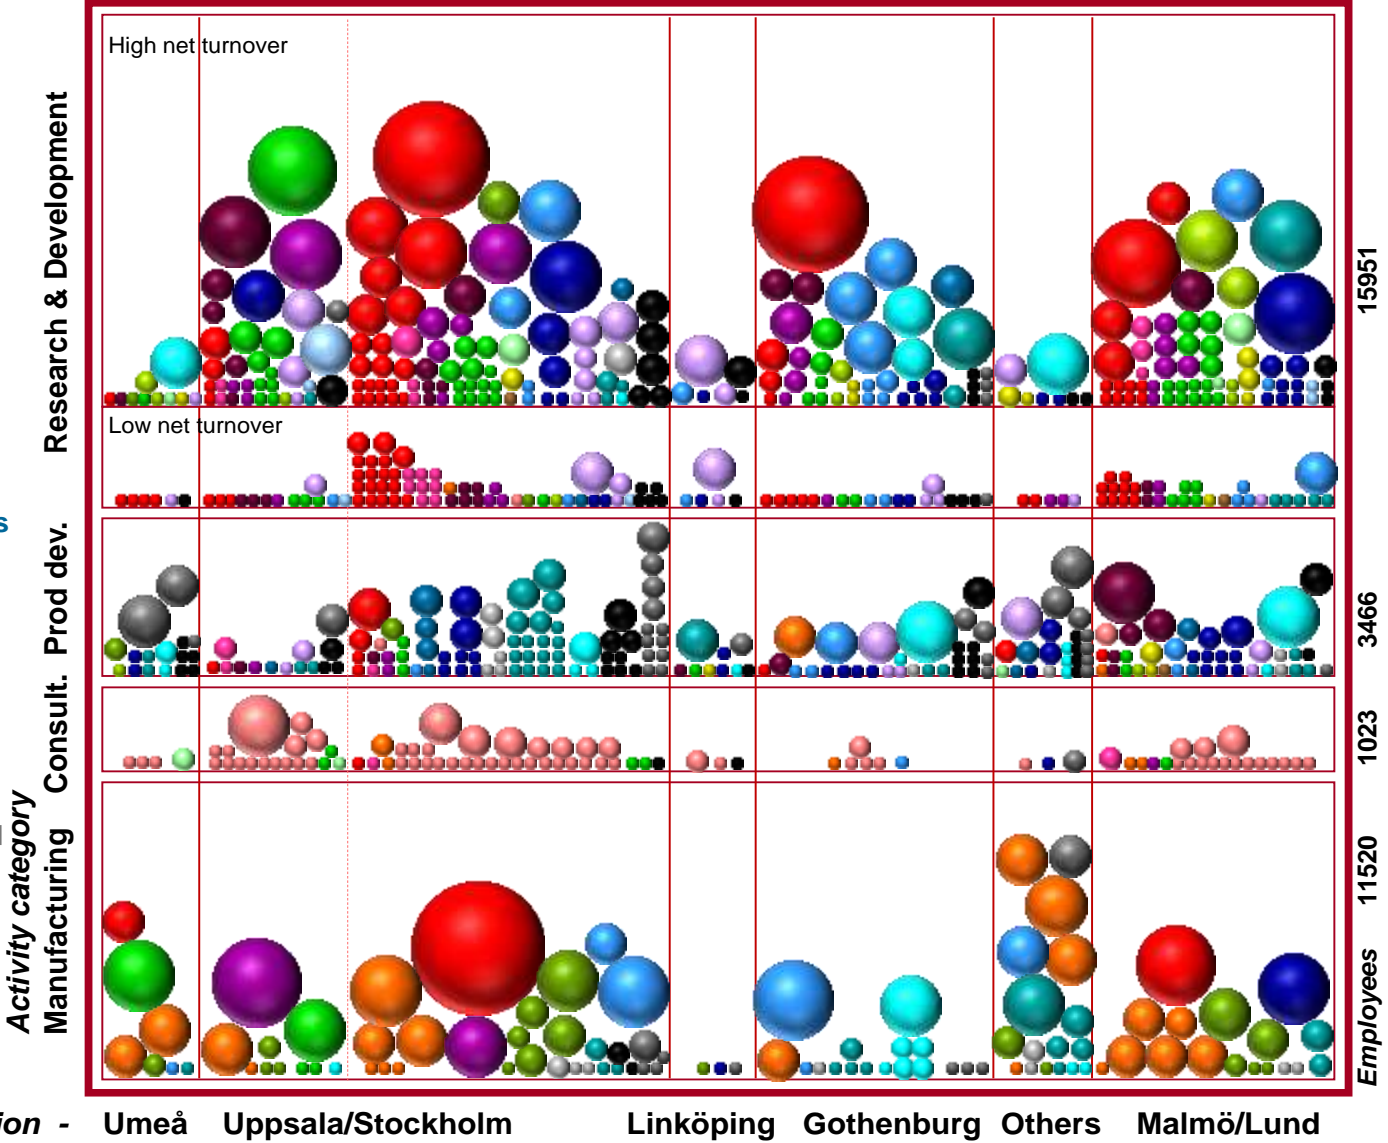 High net turnover
Research & Development
15951
Low net turnover
s
Prod dev.
3466
Consult.
1023
Activity category
Manufacturing
11520
Employees
ion - Umeå Uppsala/Stockholm Linköping Gothenburg Others Malmö/Lund